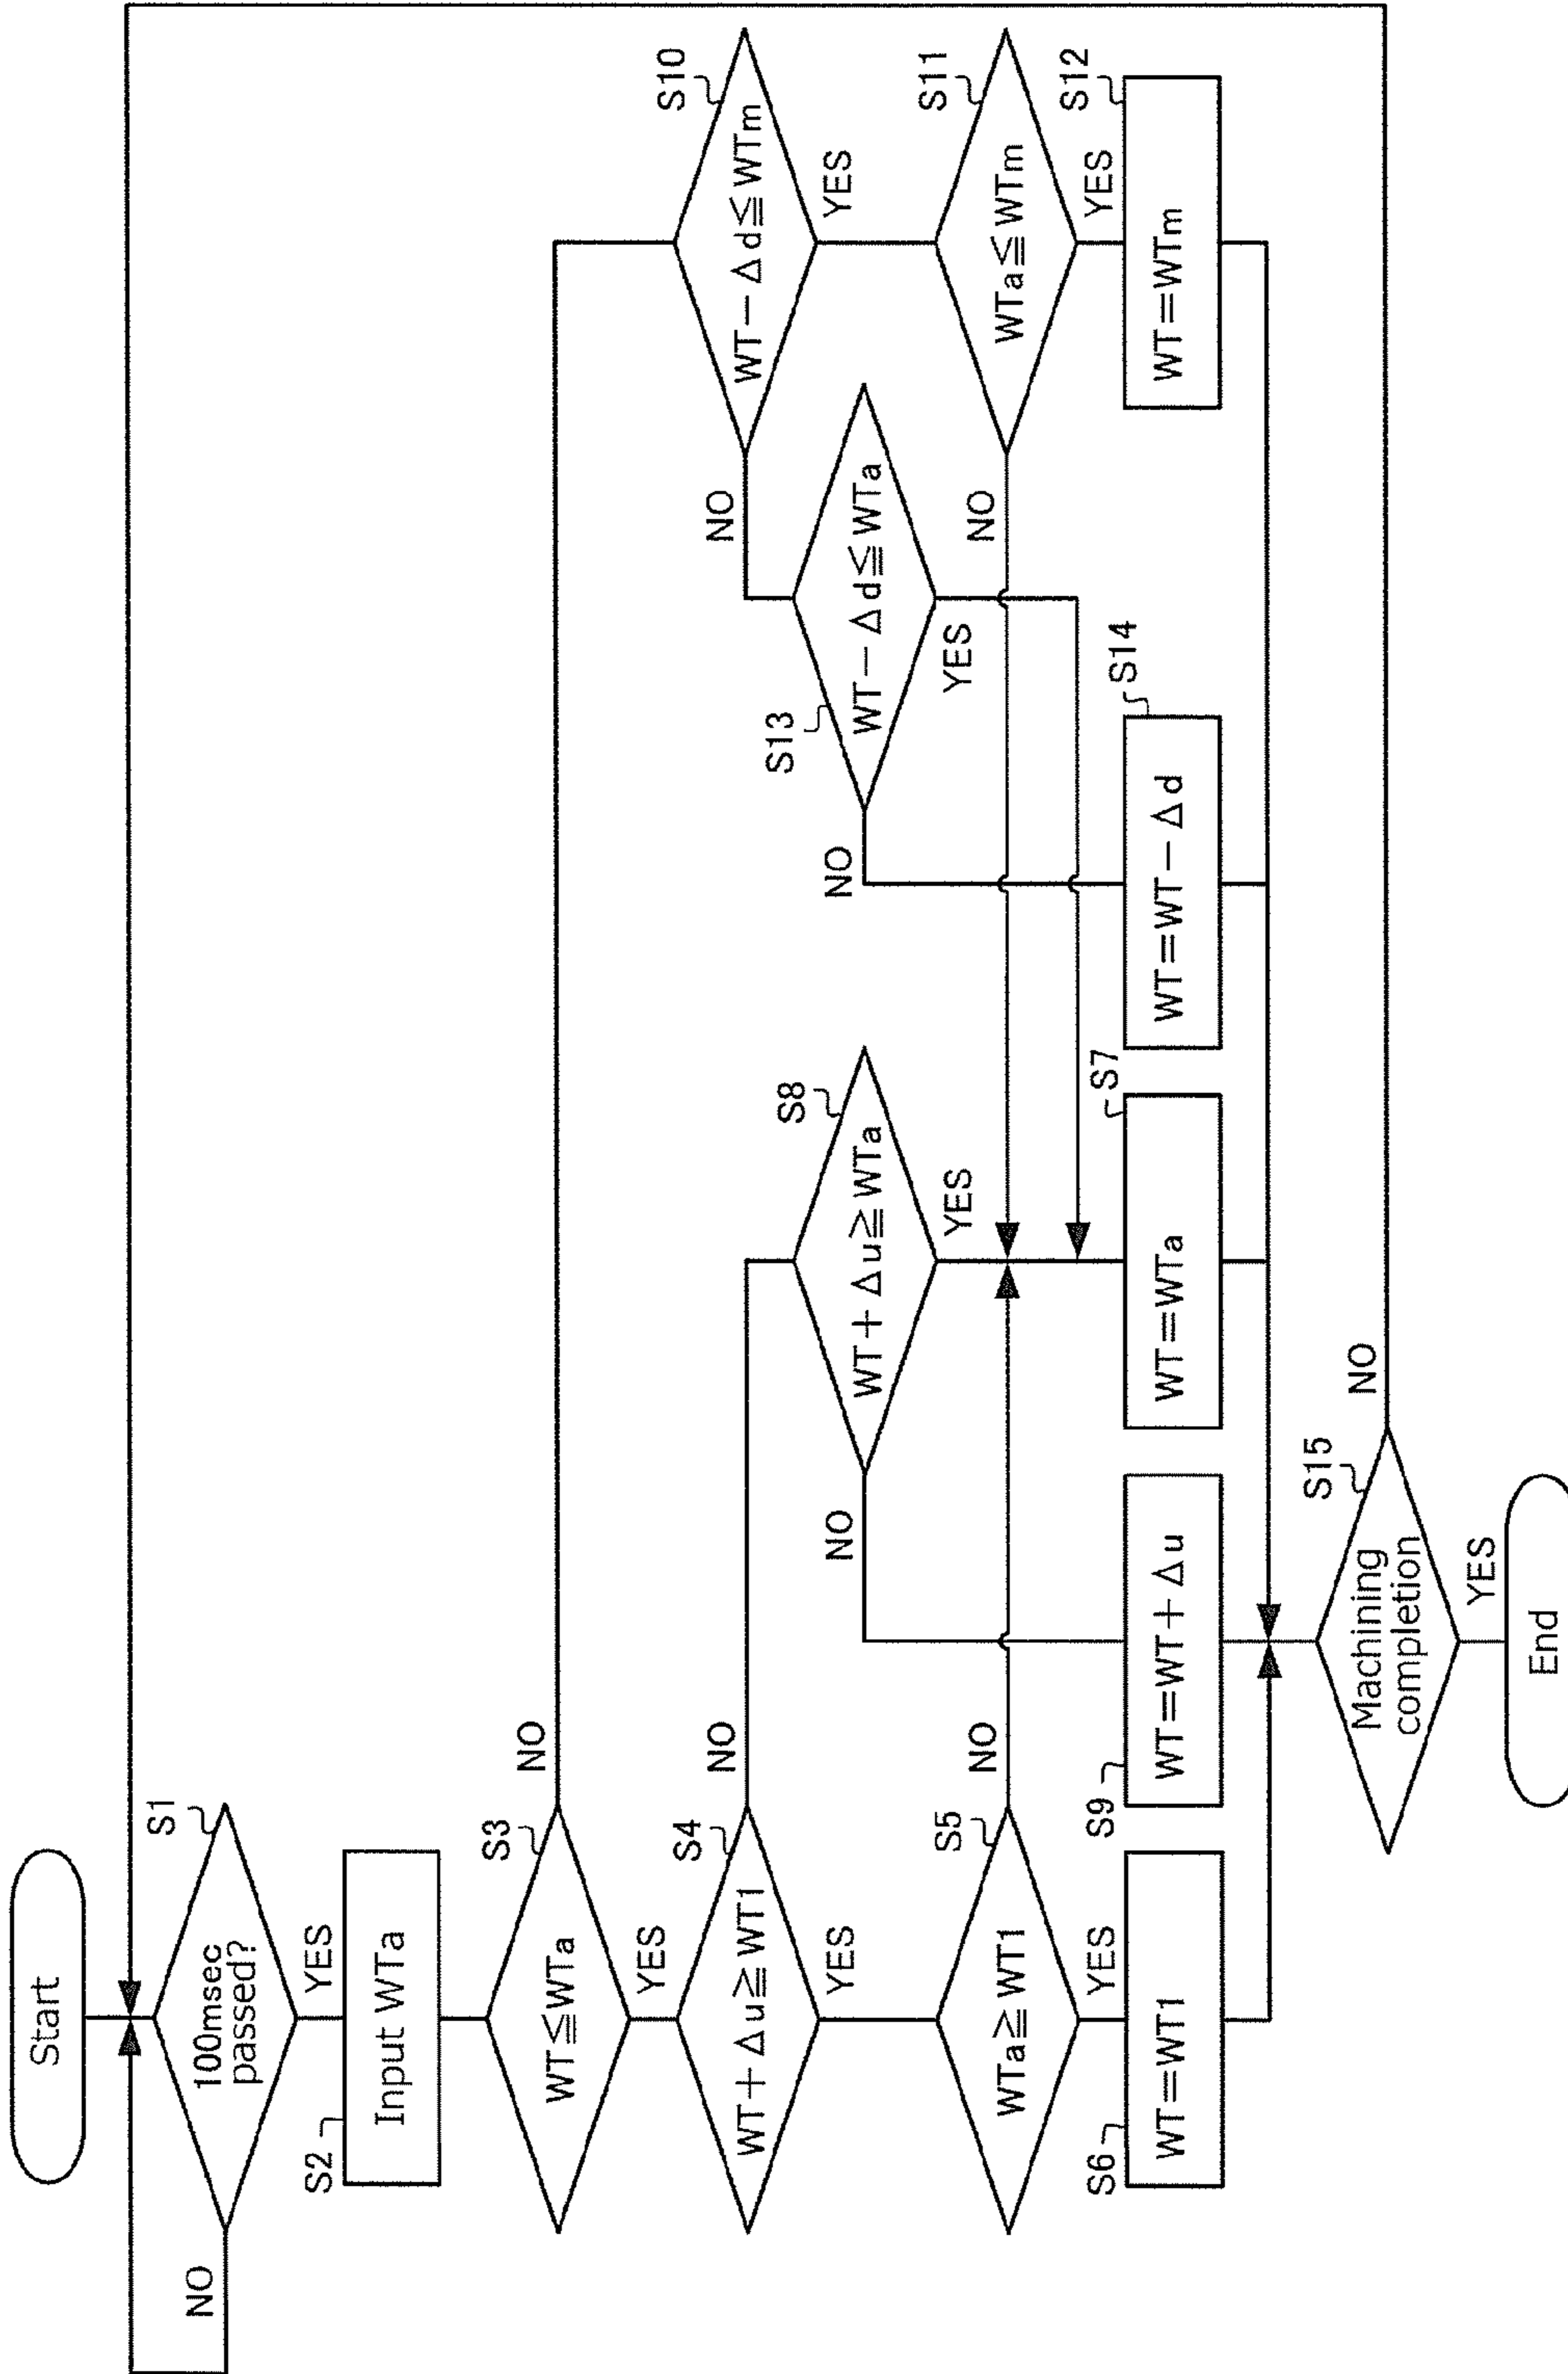 Start
S1
100msec
passed?
NO
YES
S2
Input WTa
S3
WT≦WTa
NO
YES
S4
WT+Δu≧WT1
NO
YES
S5
WTa≧WT1
NO
YES
S6
WT=WT1
S8
WT+Δu≧WTa
NO
YES
S9
WT=WT+Δu
S7
WT=WTa
S10
WT-Δd≦WTm
NO
YES
S13
WT-Δd≦WTa
NO
YES
S11
WTa≦WTm
NO
YES
S14
WT=WT-Δd
S12
WT=WTm
S15
Machining
completion
NO
YES
End